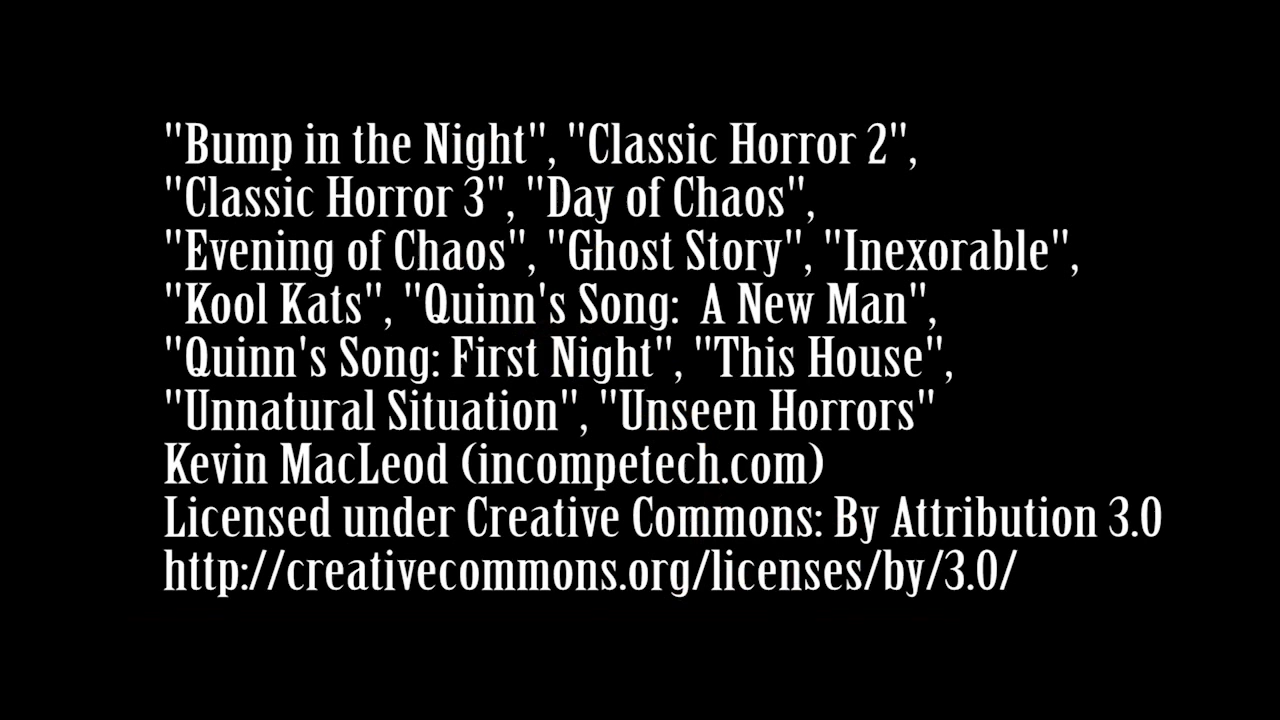 "Bump in the Night", "Classic Horror 2",
"Classic Horror 3", "Day of Chaos",
"Evening of Chaos", "Ghost Story", "Inexorable",
"Kool Kats", "Quinn's Song:  A New Man",
"Quinn's Song: First Night", "This House",
"Unnatural Situation", "Unseen Horrors"
Kevin MacLeod (incompetech.com)
Licensed under Creative Commons: By Attribution 3.0
http://creativecommons.org/licenses/by/3.0/